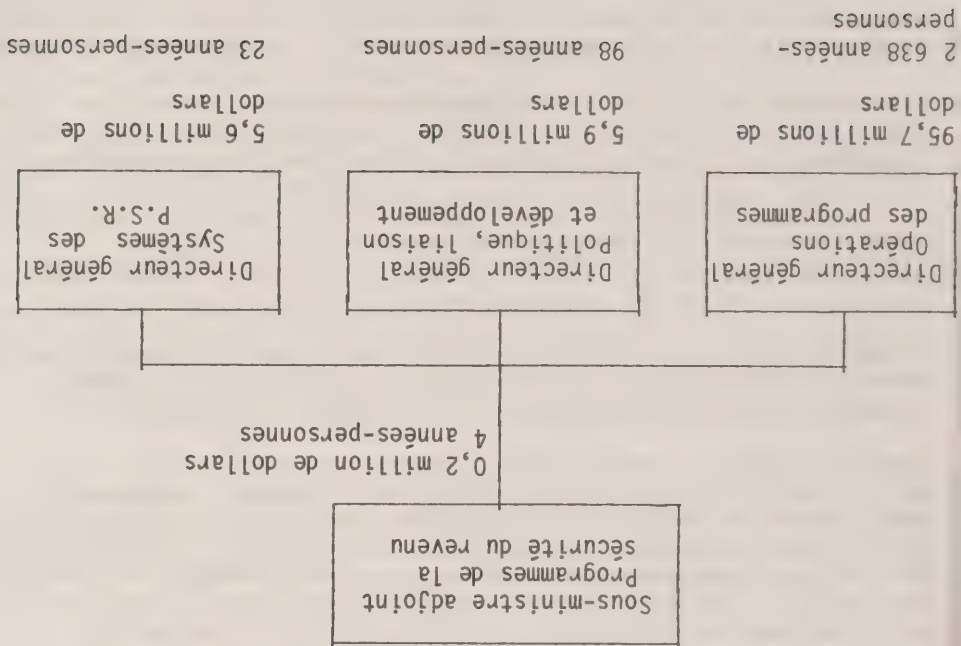 Sous-ministre adjoint
Programmes de la
sécurité du revenu
0,2 million de dollars
4 années-personnes
Directeur général
Opérations
des programmes
95,7 millions de
dollars
2 638 années-
personnes
Directeur général
Politique, liaison
et développement
5,9 millions de
dollars
98 années-personnes
Directeur général
Systèmes des
P.S.R.
5,6 millions de
dollars
23 années-personnes